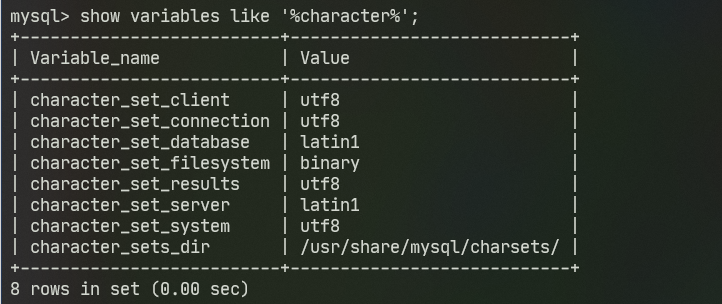 mysql> show variables like '%character%';
+--------------------------+----------------------------+
| Variable_name            | Value                      |
+--------------------------+----------------------------+
| character_set_client     | utf8                       |
| character_set_connection | utf8                       |
| character_set_database   | latin1                     |
| character_set_filesystem | binary                     |
| character_set_results    | utf8                       |
| character_set_server     | latin1                     |
| character_set_system     | utf8                       |
| character_sets_dir       | /usr/share/mysql/charsets/ |
+--------------------------+----------------------------+
8 rows in set (0.00 sec)